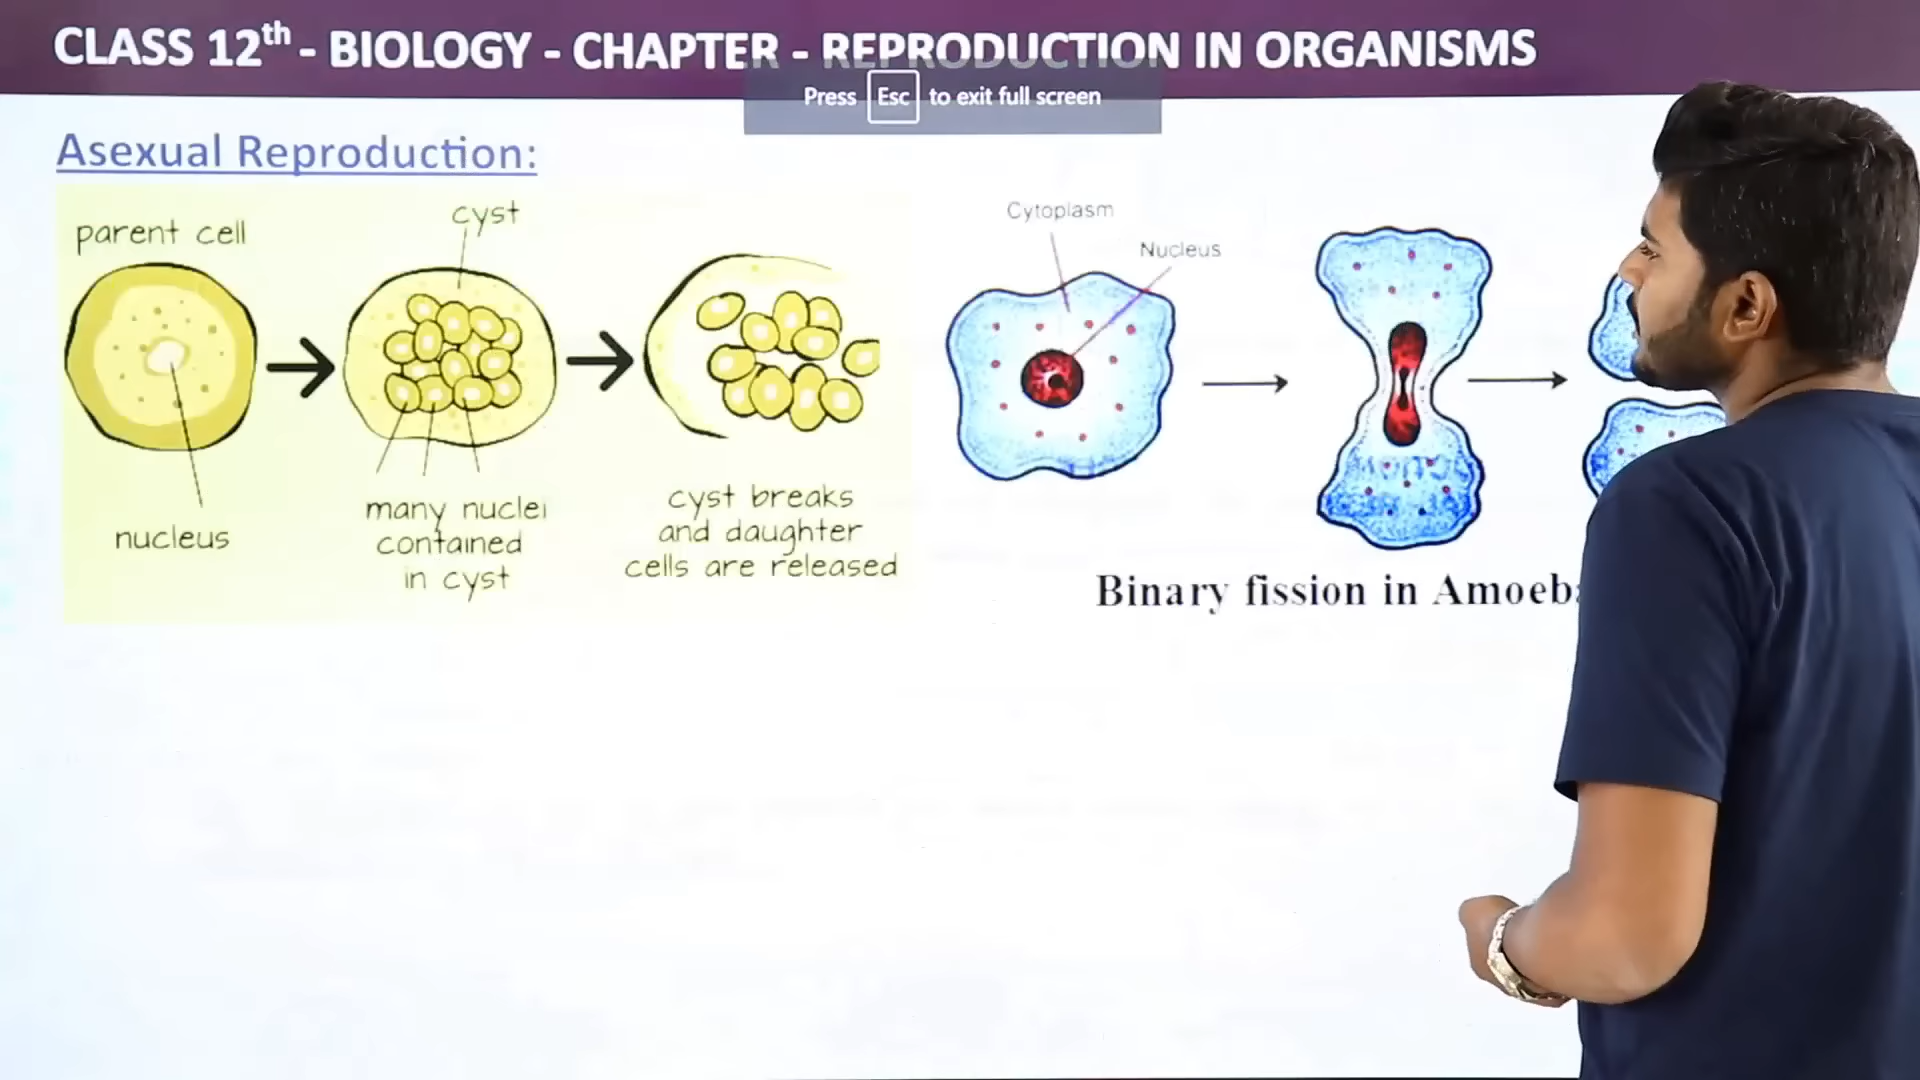 CLASS 12th - BIOLOGY - CHAPTER - REPRODUCTION IN ORGANISMS
Press Esc to exit full screen
Asexual Reproduction:
parent cell
cyst
nucleus
many nuclei
contained
in cyst
cyst breaks
and daughter
cells are released
Cytoplasm
Nucleus
Binary fission in